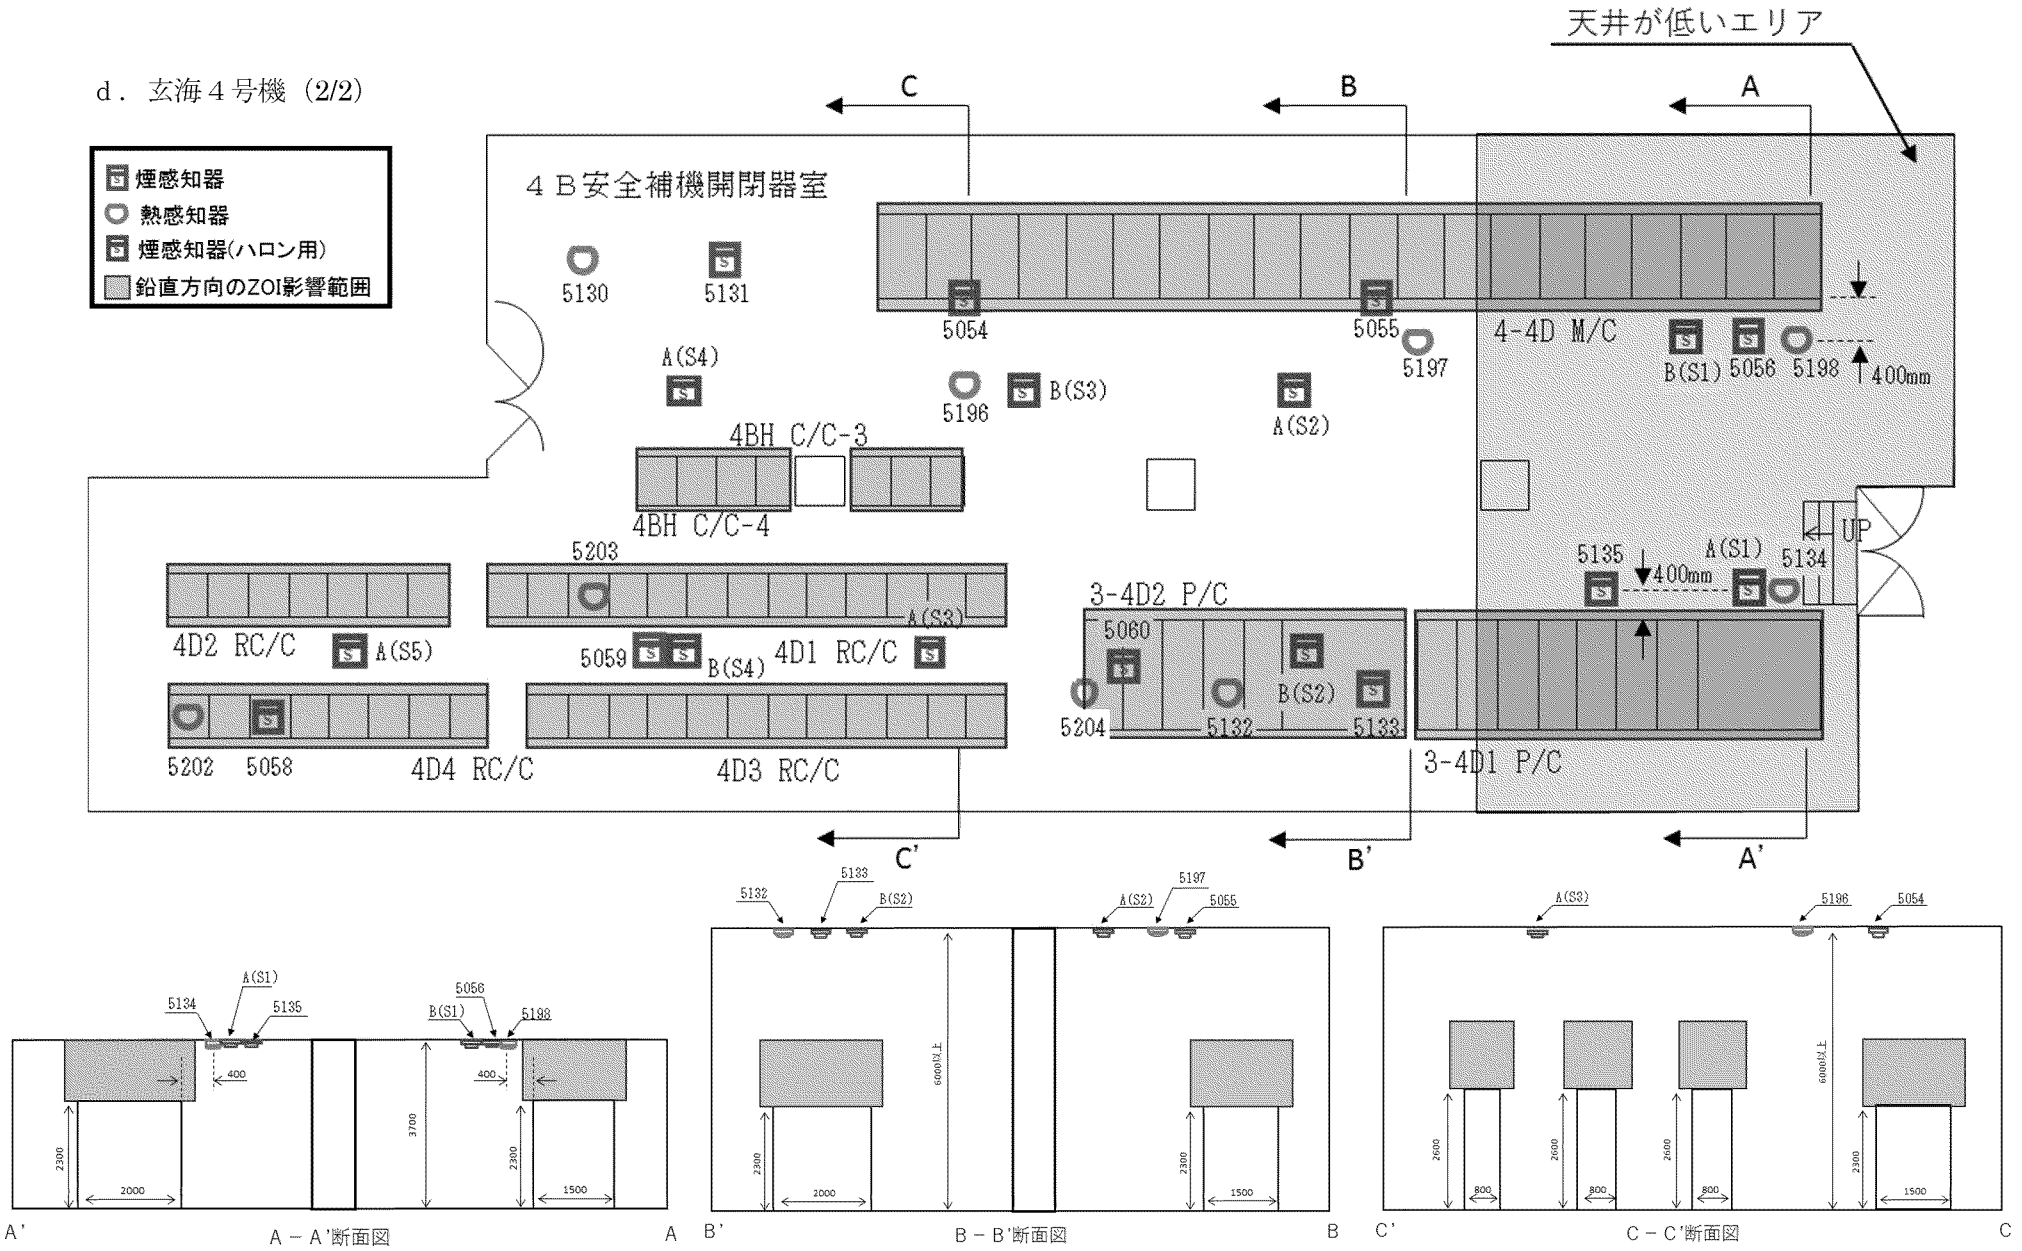 天井が低いエリア
d．玄海４号機（2/2）
C
B
A
S 煙感知器
熱感知器
S 煙感知器(ハロン用)
鉛直方向のZOI影響範囲
４Ｂ安全補機開閉器室
5130
S
5131
S
5054
S
5055
5197
4-4D M/C
S
B(S1)
S
5056
5198
400mm
A(S4)
S
5196
S
B(S3)
S
A(S2)
4BH C/C-3
4BH C/C-4
UP
5203
5135
S
400mm
A(S1)
S
5134
4D2 RC/C
S
A(S5)
5059
S
S
B(S4)
4D1 RC/C
A(S3)
S
3-4D2 P/C
5060
S
S
B(S2)
S
5204
5132
5133
3-4D1 P/C
S
5202
5058
4D4 RC/C
4D3 RC/C
C'
B'
A'
5134
A(S1)
5135
5056
B(S1)
5198
400
400
2300
2000
3700
2300
1500
A'
A － A'断面図
A
5132
5133
B(S2)
A(S2)
5197
5055
6000以上
2300
2000
2300
1500
B'
B － B'断面図
B
A(S3)
5196
5054
6000以上
2600
800
2600
800
2600
800
2300
1500
C'
C － C'断面図
C